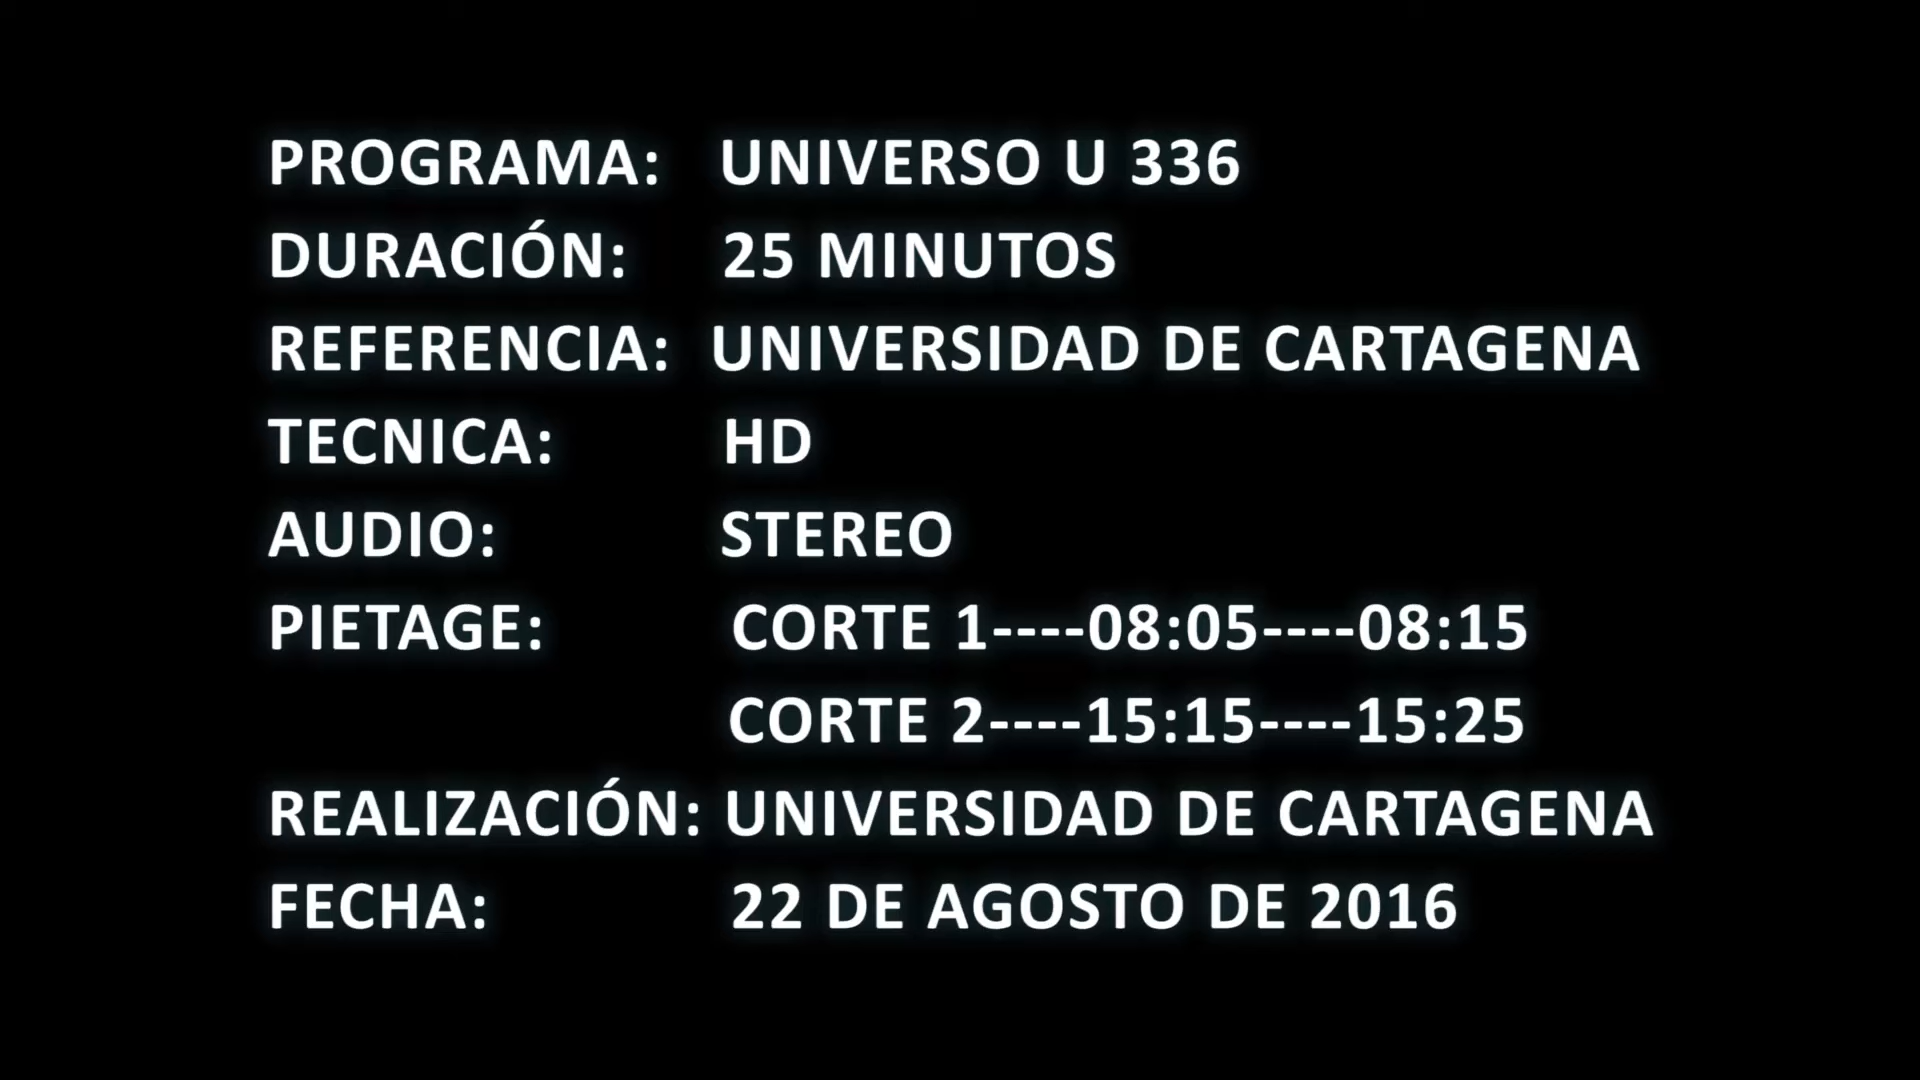 PROGRAMA: UNIVERSO U 336
DURACIÓN: 25 MINUTOS
REFERENCIA: UNIVERSIDAD DE CARTAGENA
TECNICA: HD
AUDIO: STEREO
PIETAGE: CORTE 1----08:05----08:15
CORTE 2----15:15----15:25
REALIZACIÓN: UNIVERSIDAD DE CARTAGENA
FECHA: 22 DE AGOSTO DE 2016